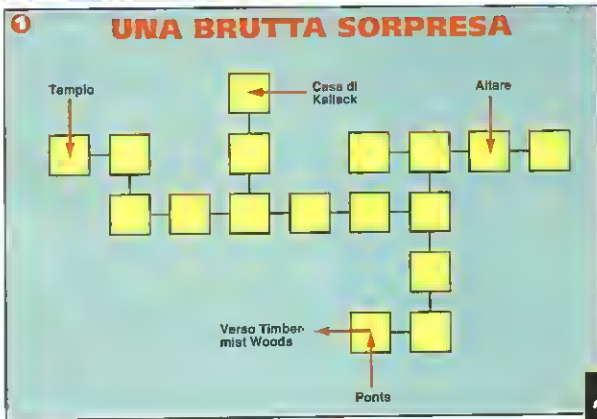 1
UNA BRUTTA SORPRESA
Tempio
Casa di
Kallack
Altare
Verso Timber-
mist Woods
Ponte